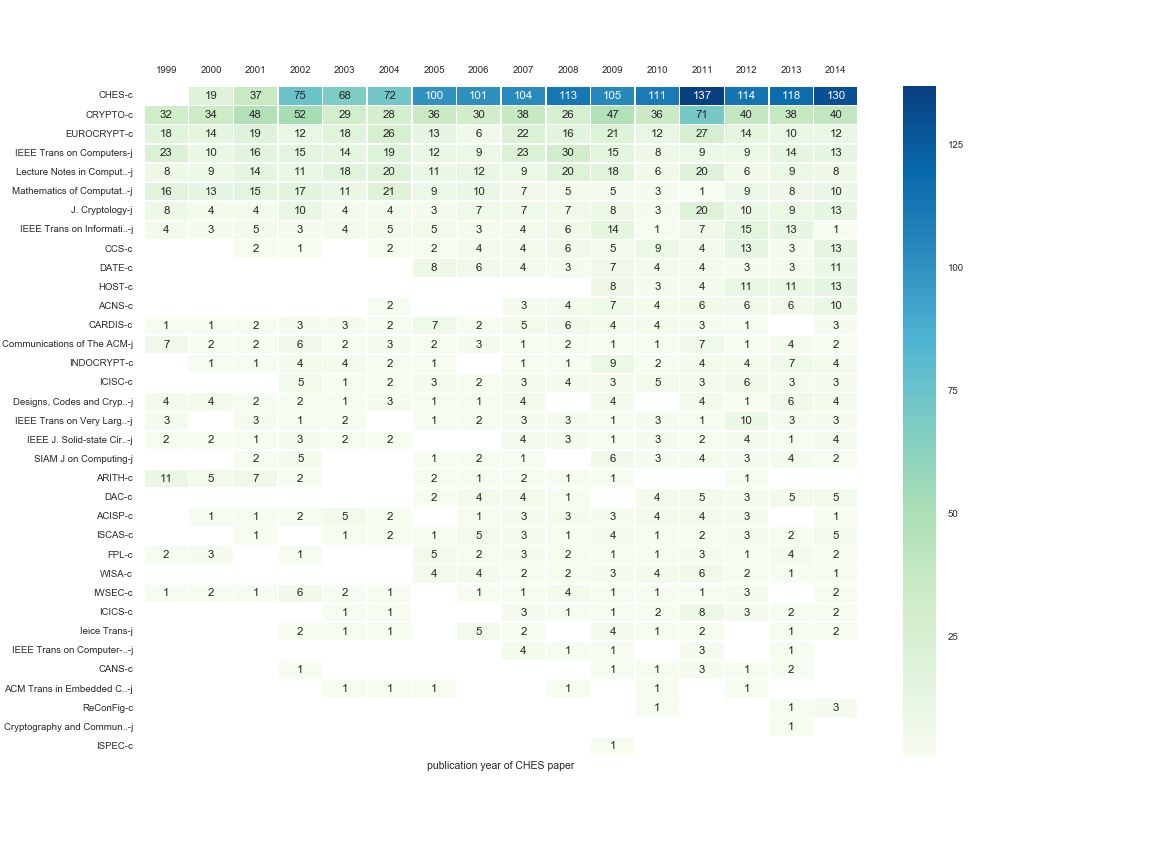 1999 2000 2001 2002 2003 2004 2005 2006 2007 2008 2009 2010 2011 2012 2013 2014
CHES-c 19 37 75 68 72 100 101 104 113 105 111 137 114 118 130
CRYPTO-c 32 34 48 52 29 28 36 30 38 26 47 36 71 40 38 40
EUROCRYPT-c 18 14 19 12 18 26 13 6 22 16 21 12 27 14 10 12
125
IEEE Trans on Computers-j 23 10 16 15 14 19 12 9 23 30 15 8 9 9 14 13
Lecture Notes in Comput..-j 8 9 14 11 18 20 11 12 9 20 18 6 20 6 9 8
Mathematics of Computat..-j 16 13 15 17 11 21 9 10 7 5 5 3 1 9 8 10
J. Cryptology-j 8 4 4 10 4 4 3 7 7 7 8 3 20 10 9 13
IEEE Trans on Informati..-j 4 3 5 3 4 5 5 3 4 6 14 1 7 15 13 1
CCS-c 2 1 2 2 4 4 6 5 9 4 13 3 13
DATE-c 8 6 4 3 7 4 4 3 3 11
100
HOST-c 8 3 4 11 11 13
ACNS-c 2 3 4 7 4 6 6 6 10
CARDIS-c 1 1 2 3 3 2 7 2 5 6 4 4 3 1 3
Communications of The ACM-j 7 2 2 6 2 3 2 3 1 2 1 1 7 1 4 2
INDOCRYPT-c 1 1 4 4 2 1 1 1 9 2 4 4 7 4
ICISC-c 5 1 2 3 2 3 4 3 5 3 6 3 3
75
Designs, Codes and Cryp..-j 4 4 2 2 1 3 1 1 4 4 4 1 6 4
IEEE Trans on Very Larg..-j 3 3 1 2 1 2 3 3 1 3 1 10 3 3
IEEE J. Solid-state Cir..-j 2 2 1 3 2 2 4 3 1 3 2 4 1 4
SIAM J on Computing-j 2 5 1 2 1 6 3 4 3 4 2
ARITH-c 11 5 7 2 2 1 2 1 1 1
DAC-c 2 4 4 1 4 5 3 5 5
ACISP-c 1 1 2 5 2 1 3 3 3 4 4 3 1
50
ISCAS-c 1 1 2 1 5 3 1 4 1 2 3 2 5
FPL-c 2 3 1 5 2 3 2 1 1 3 1 4 2
WISA-c 4 4 2 2 3 4 6 2 1 1
IWSEC-c 1 2 1 6 2 1 1 1 4 1 1 1 3 2
ICICS-c 1 1 3 1 1 2 8 3 2 2
Ieice Trans-j 2 1 1 5 2 4 1 2 1 2
25
IEEE Trans on Computer-..-j 4 1 1 3 1
CANS-c 1 1 1 3 1 2
ACM Trans in Embedded C..-j 1 1 1 1 1 1
ReConFig-c 1 1 3
Cryptography and Commun..-j 1
ISPEC-c 1
publication year of CHES paper